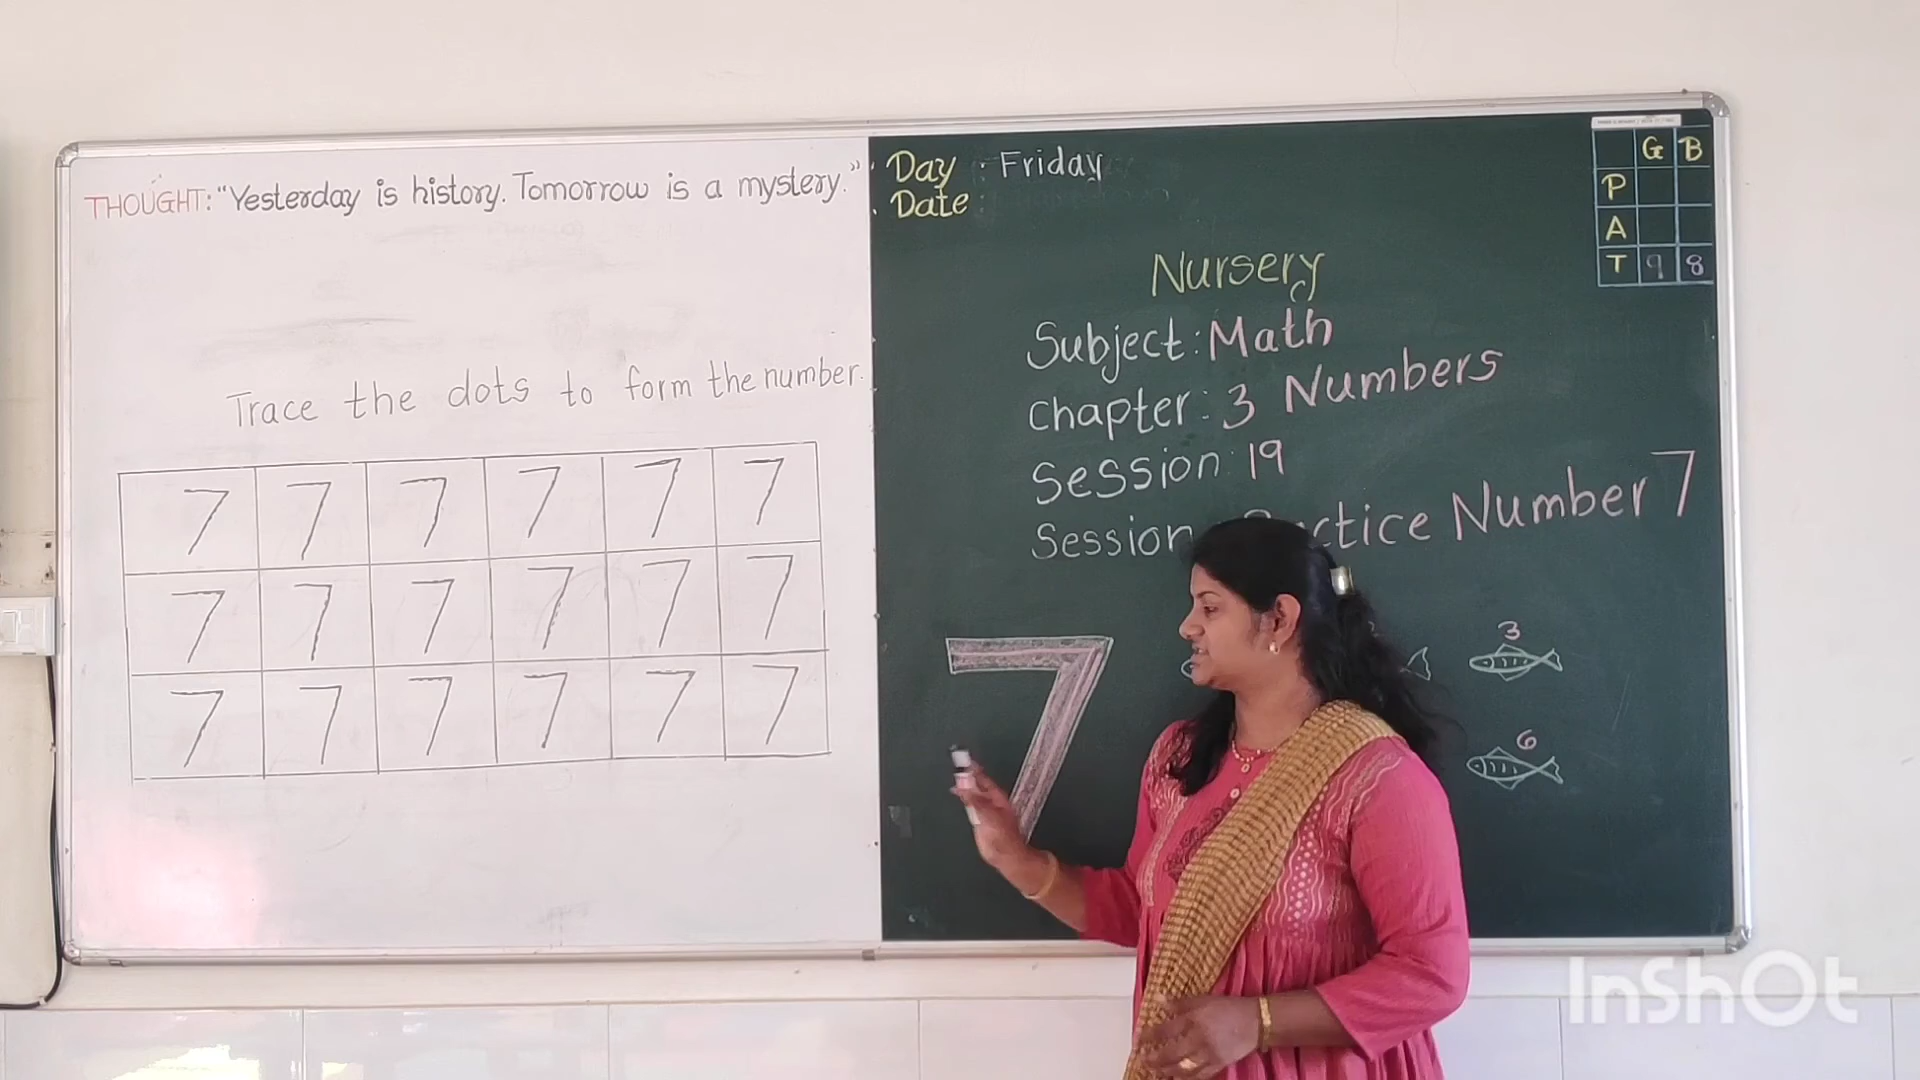 THOUGHT: "Yesterday is history. Tomorrow is a mystery."
Trace the dots to form the number.
7 7 7 7 7 7
7 7 7 7 7 7
7 7 7 7 7 7
Day : Friday
Date :
G B
P
A
T 9 8
Nursery
Subject: Math
Chapter: 3 Numbers
Session: 19
Session ctice Number 7
7
3
6
InShOt